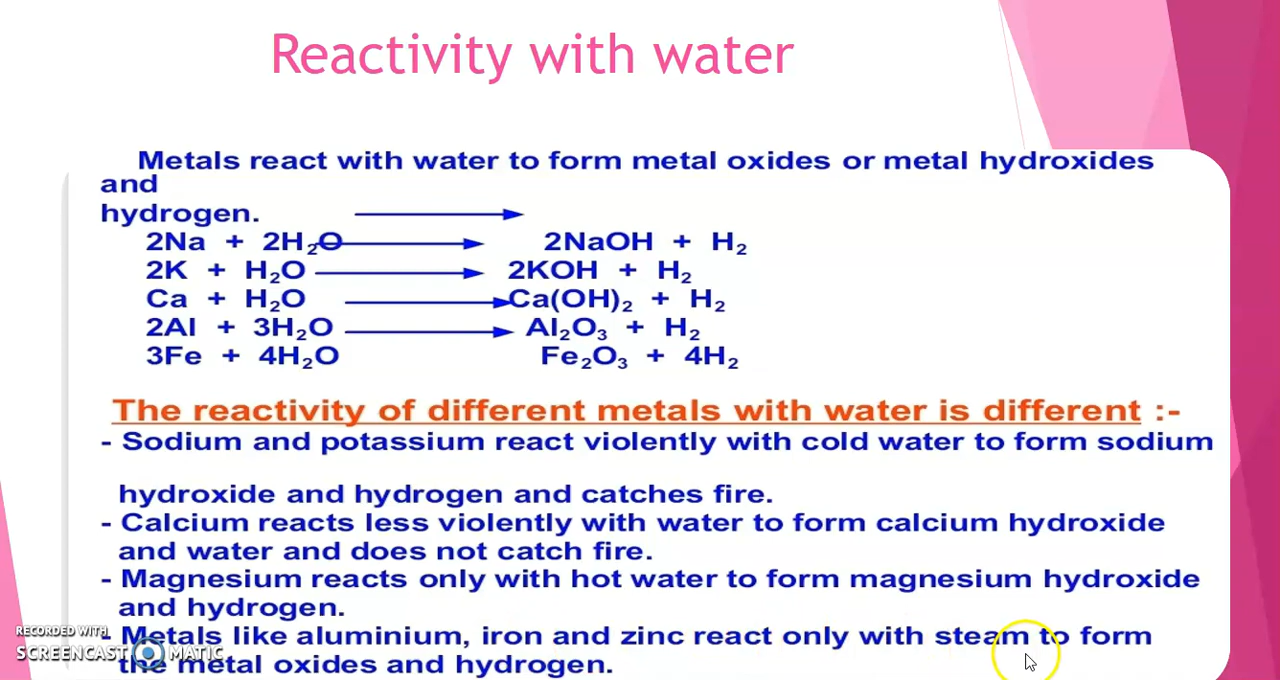 Reactivity with water
Metals react with water to form metal oxides or metal hydroxides
and
hydrogen.
2Na + 2H₂O 2NaOH + H₂
2K + H₂O 2KOH + H₂
Ca + H₂O Ca(OH)₂ + H₂
2Al + 3H₂O Al₂O₃ + H₂
3Fe + 4H₂O Fe₂O₃ + 4H₂
The reactivity of different metals with water is different :-
- Sodium and potassium react violently with cold water to form sodium
hydroxide and hydrogen and catches fire.
- Calcium reacts less violently with water to form calcium hydroxide
and water and does not catch fire.
- Magnesium reacts only with hot water to form magnesium hydroxide
and hydrogen.
- Metals like aluminium, iron and zinc react only with steam to form
the metal oxides and hydrogen.
RECORDED WITH
SCREENCAST MATIC